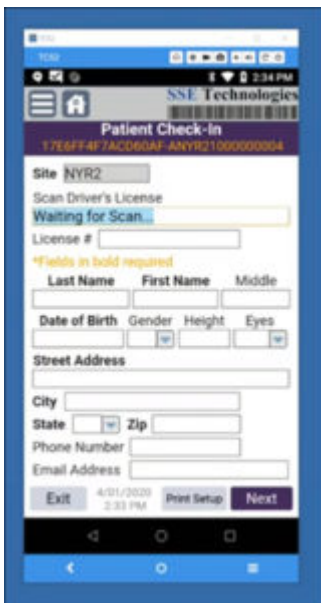 TC52
2:34 PM
SSE Technologies
Patient Check-In
17E6FF4F7ACD60AF-ANYR21000000004
Site NYR2
Scan Driver's License
Waiting for Scan...
License #
*Fields in bold required
Last Name First Name Middle
Date of Birth Gender Height Eyes
Street Address
City
State Zip
Phone Number
Email Address
Exit 4/01/2020 2:33 PM Print Setup Next